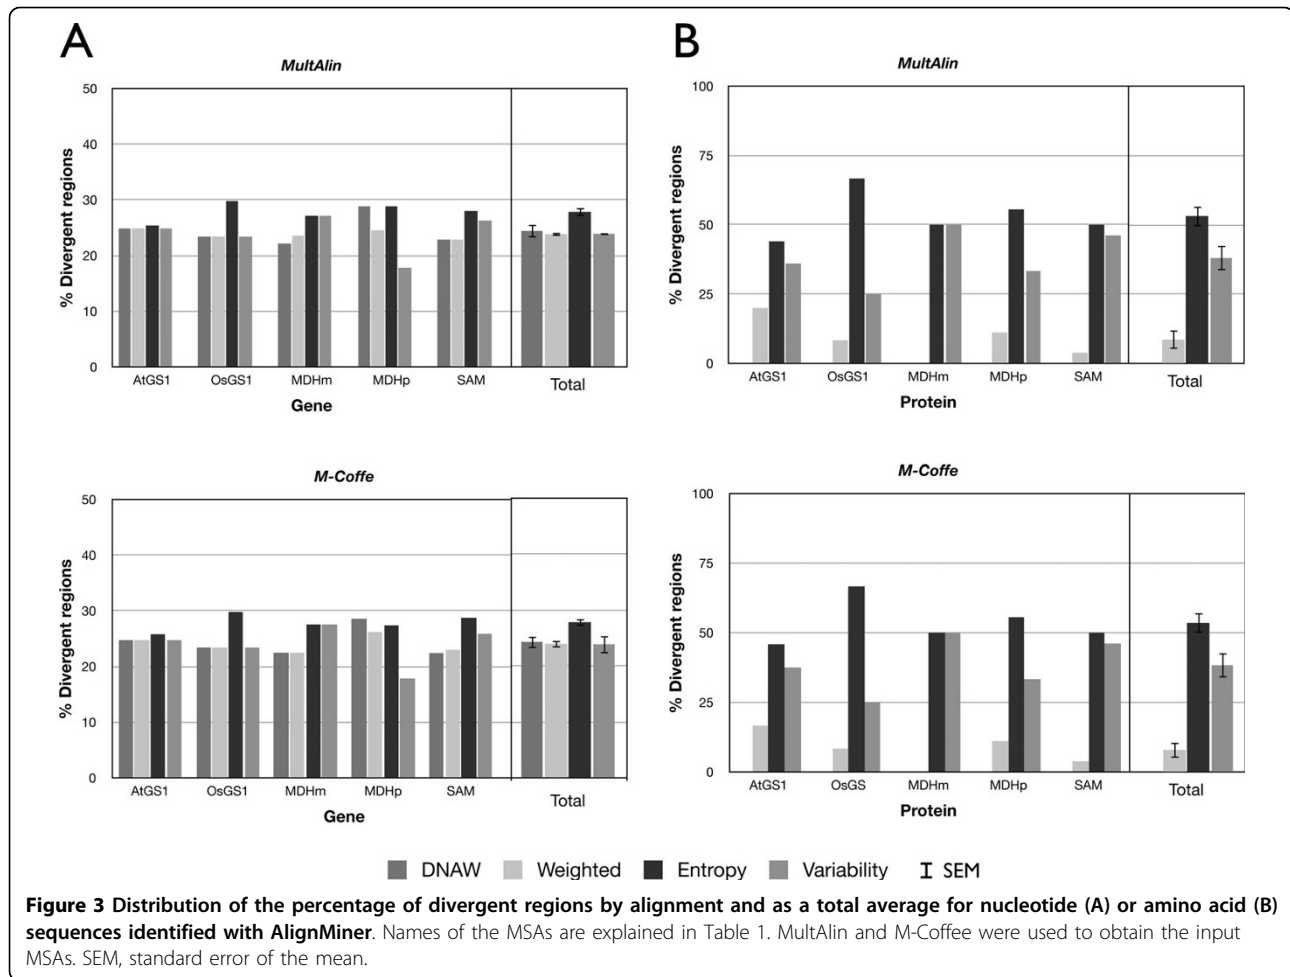 A
MultAlin
50
40
30
20
10
0
% Divergent regions
AtGS1 OsGS1 MDHm MDHp SAM Total
Gene
B
MultAlin
100
75
50
25
0
% Divergent regions
AtGS1 OsGS1 MDHm MDHp SAM Total
Protein
M-Coffe
50
40
30
20
10
0
% Divergent regions
AtGS1 OsGS1 MDHm MDHp SAM Total
Gene
M-Coffe
100
75
50
25
0
% Divergent regions
AtGS1 OsGS MDHm MDHp SAM Total
Protein
DNAW Weighted Entropy Variability SEM
Figure 3 Distribution of the percentage of divergent regions by alignment and as a total average for nucleotide (A) or amino acid (B)
sequences identified with AlignMiner. Names of the MSAs are explained in Table 1. MultAlin and M-Coffee were used to obtain the input
MSAs. SEM, standard error of the mean.